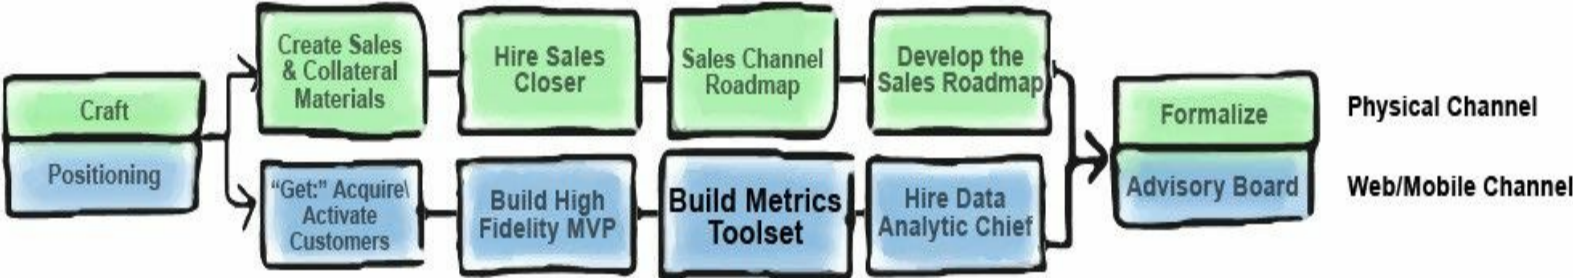 Craft
Positioning
Create Sales
& Collateral
Materials
Hire Sales
Closer
Sales Channel
Roadmap
Develop the
Sales Roadmap
"Get:" Acquire\
Activate
Customers
Build High
Fidelity MVP
Build Metrics
Toolset
Hire Data
Analytic Chief
Formalize
Advisory Board
Physical Channel
Web/Mobile Channel